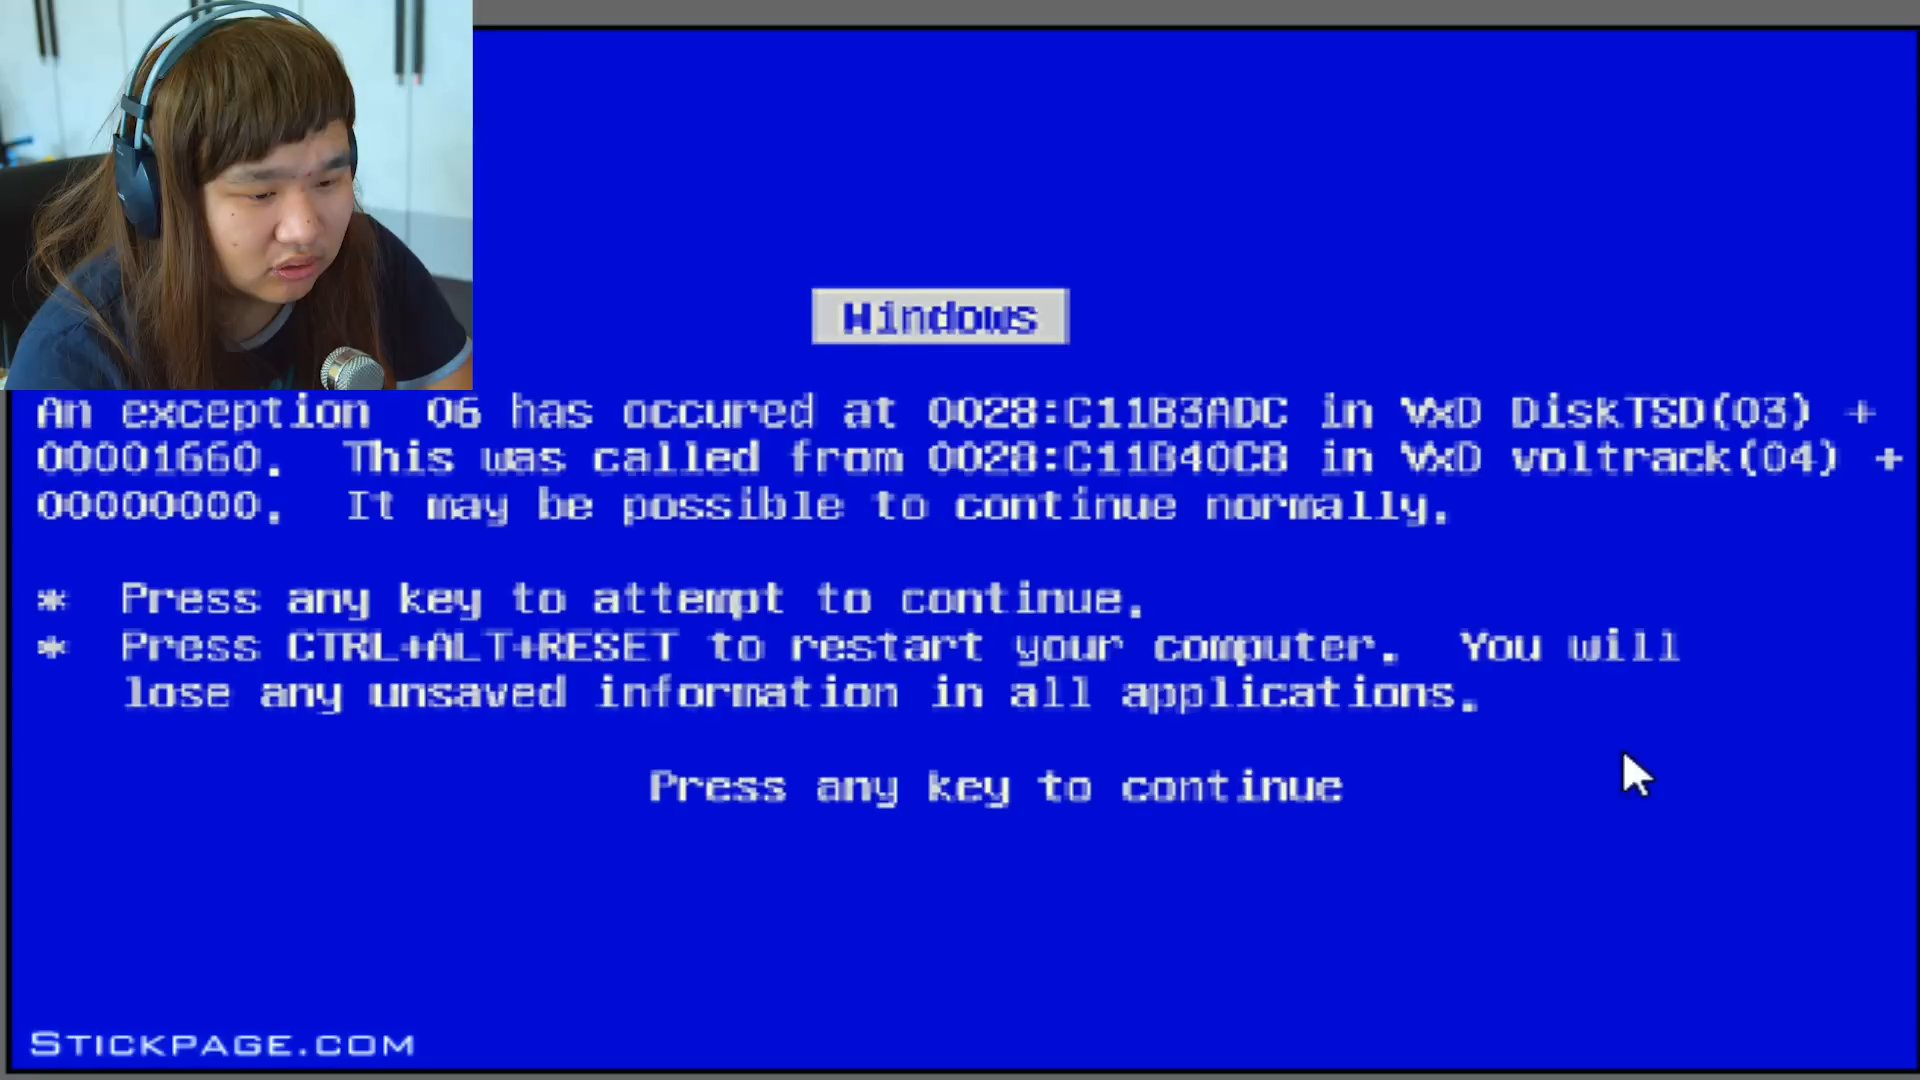 Windows
An exception 06 has occured at 0028:C11B3ADC in VxD DiskTSD(03) +
00001660. This was called from 0028:C11B40C8 in VxD voltrack(04) +
00000000. It may be possible to continue normally.
* Press any key to attempt to continue.
* Press CTRL+ALT+RESET to restart your computer. You will
lose any unsaved information in all applications.
Press any key to continue
STICKPAGE.COM